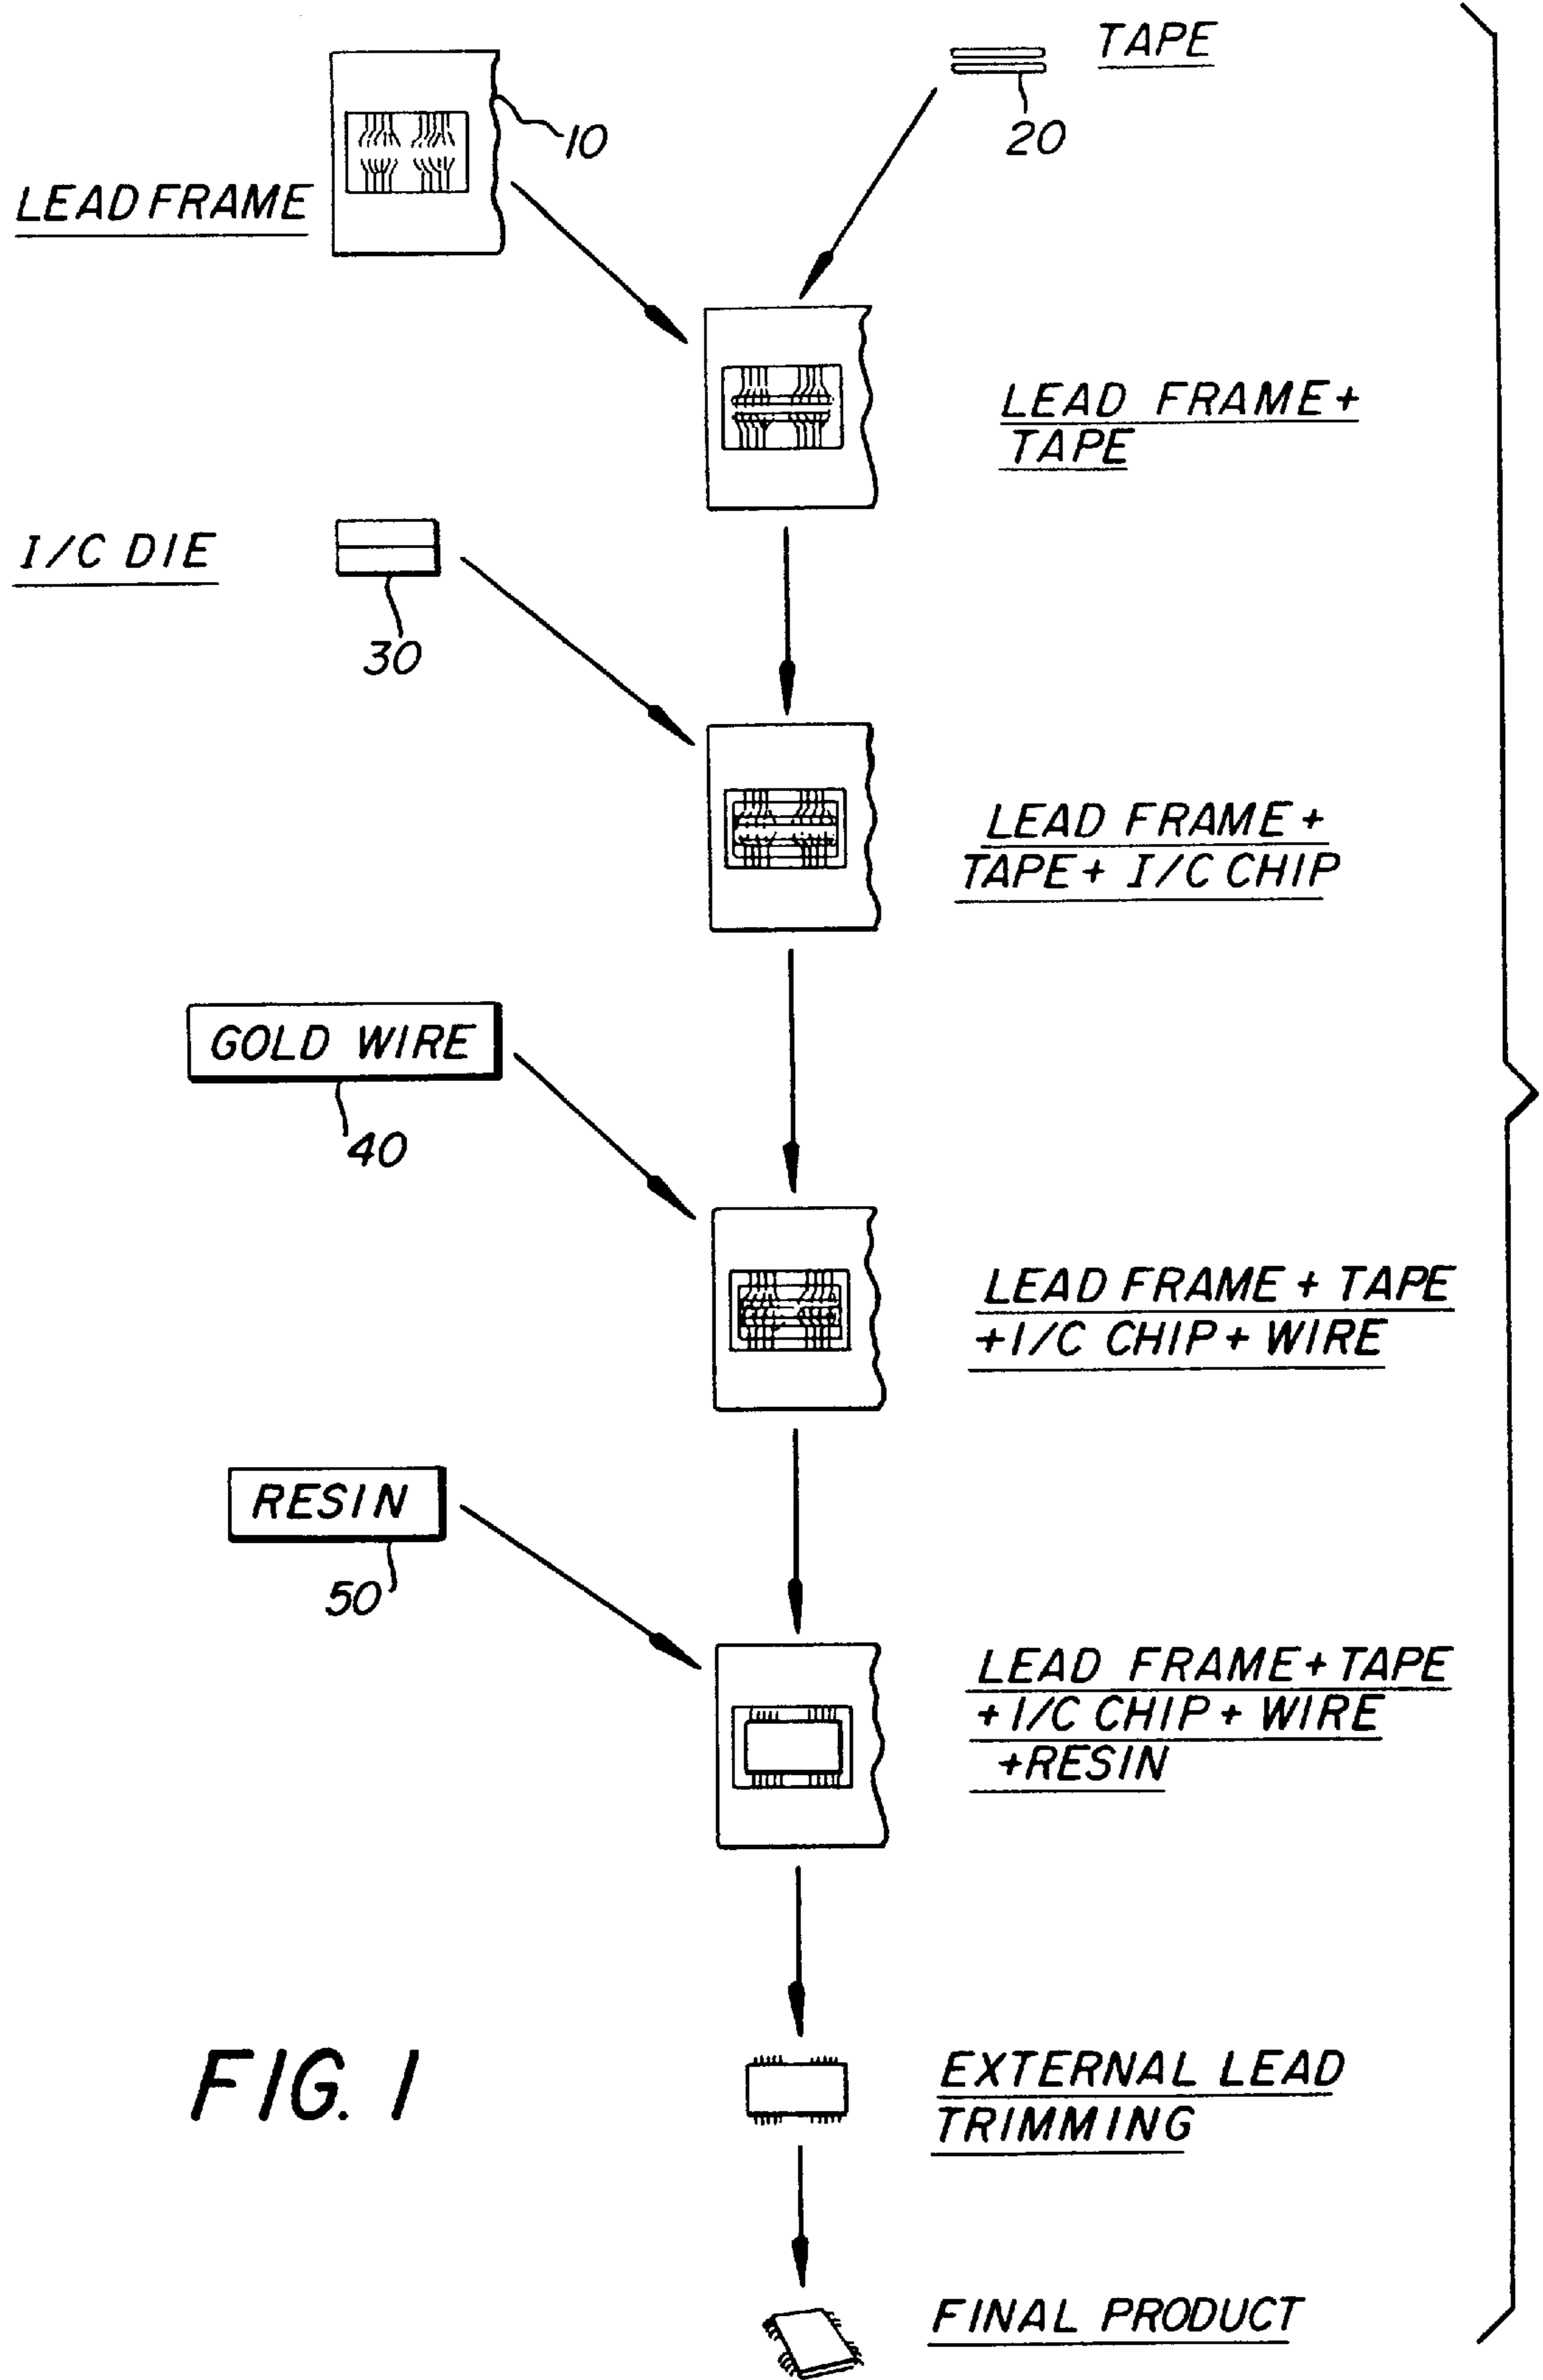 TAPE
10
20
LEAD FRAME
LEAD FRAME +
TAPE
I/C DIE
30
LEAD FRAME +
TAPE + I/C CHIP
GOLD WIRE
40
LEAD FRAME + TAPE
+I/C CHIP + WIRE
RESIN
50
LEAD FRAME + TAPE
+I/C CHIP + WIRE
+RESIN
FIG. 1
EXTERNAL LEAD
TRIMMING
FINAL PRODUCT